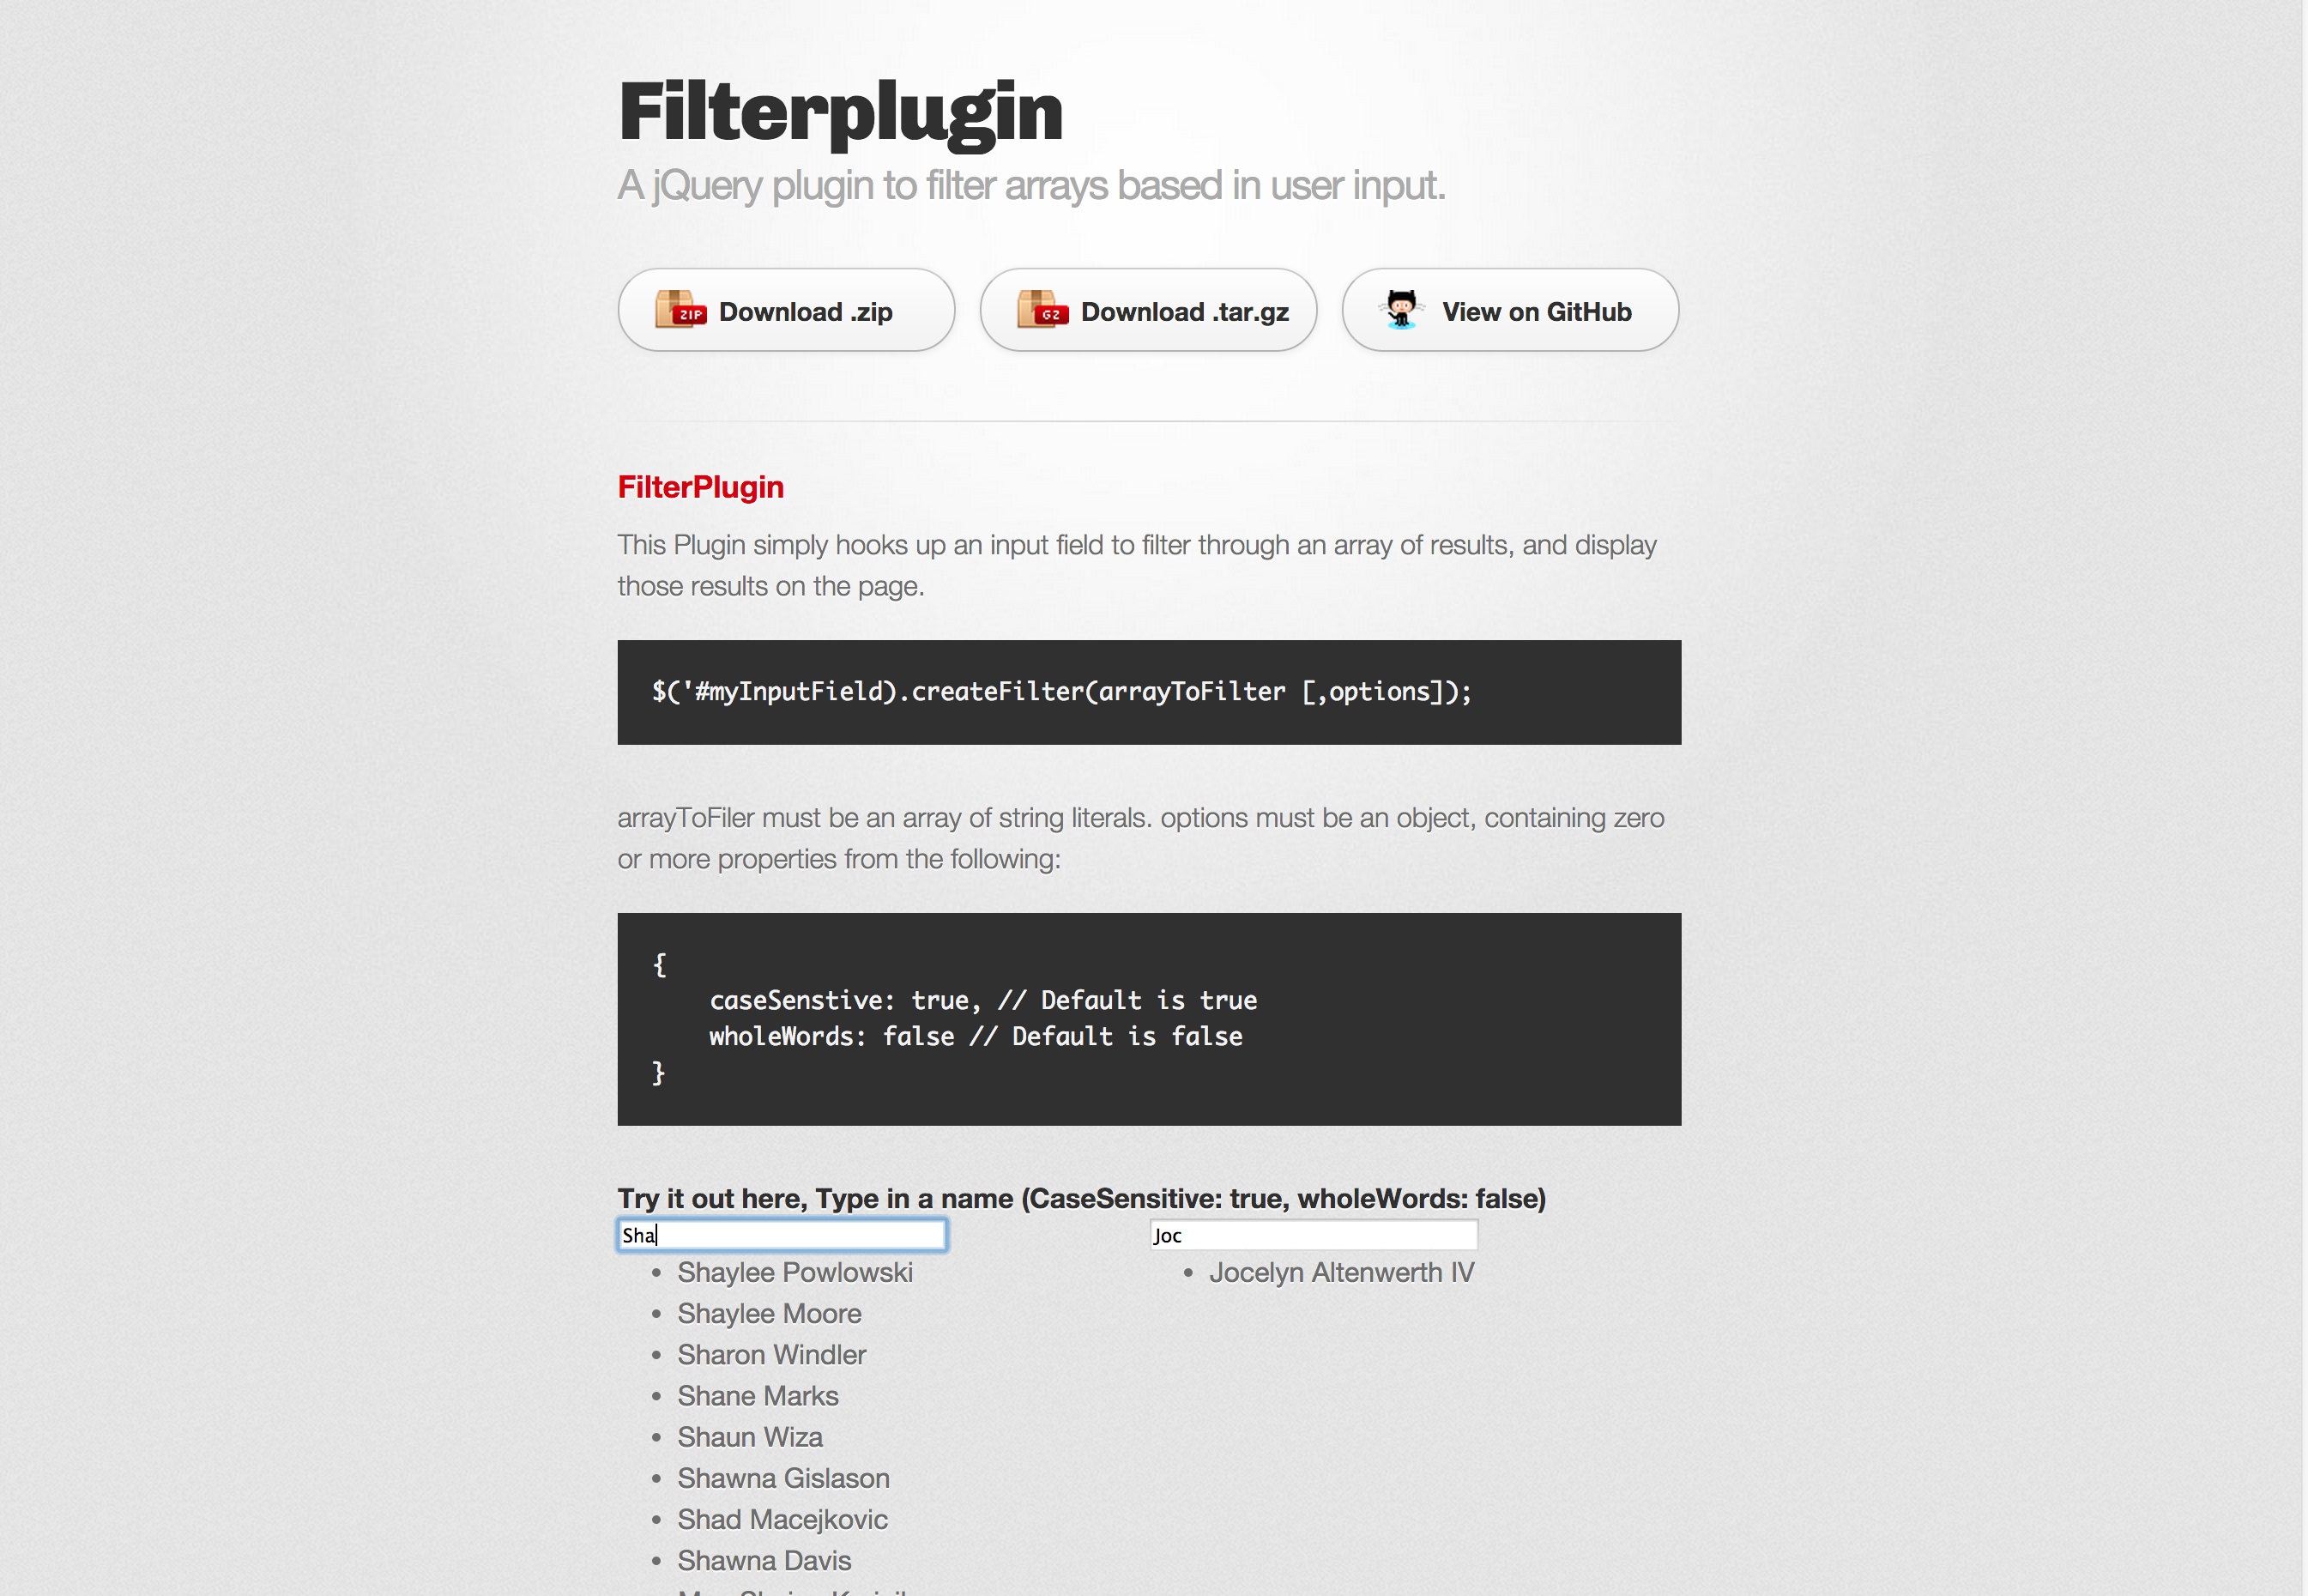 Filterplugin
A jQuery plugin to filter arrays based in user input.
ZIP Download .zip
GZ Download .tar.gz
View on GitHub
FilterPlugin
This Plugin simply hooks up an input field to filter through an array of results, and display
those results on the page.
$('#myInputField).createFilter(arrayToFilter [,options]);
arrayToFiler must be an array of string literals. options must be an object, containing zero
or more properties from the following:
{
caseSenstive: true, // Default is true
wholeWords: false // Default is false
}
Try it out here, Type in a name (CaseSensitive: true, wholeWords: false)
Sha
Shaylee Powlowski
Shaylee Moore
Sharon Windler
Shane Marks
Shaun Wiza
Shawna Gislason
Shad Macejkovic
Shawna Davis
Joc
Jocelyn Altenwerth IV